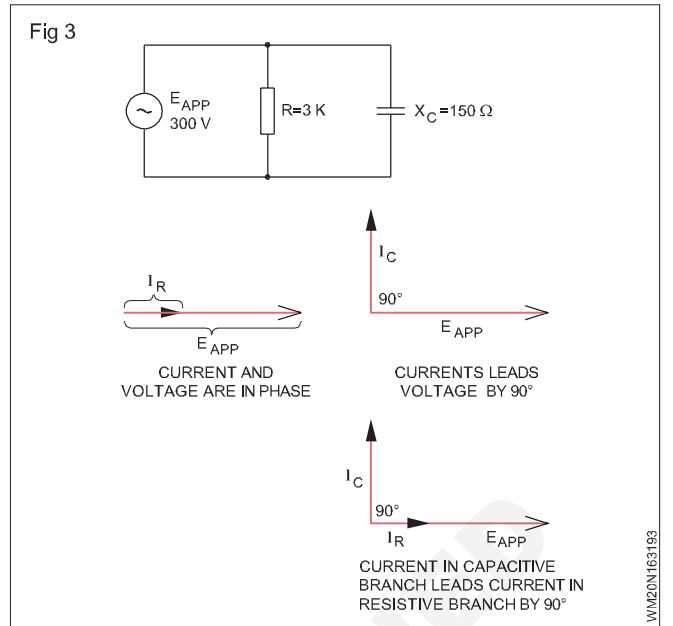 Fig 3
E APP
300 V
R=3 K
X C =150 Ω
I R
E APP
CURRENT AND
VOLTAGE ARE IN PHASE
I C
90°
E APP
CURRENTS LEADS
VOLTAGE BY 90°
I C
90°
I R
E APP
CURRENT IN CAPACITIVE
BRANCH LEADS CURRENT IN
RESISTIVE BRANCH BY 90°
WM20N163193